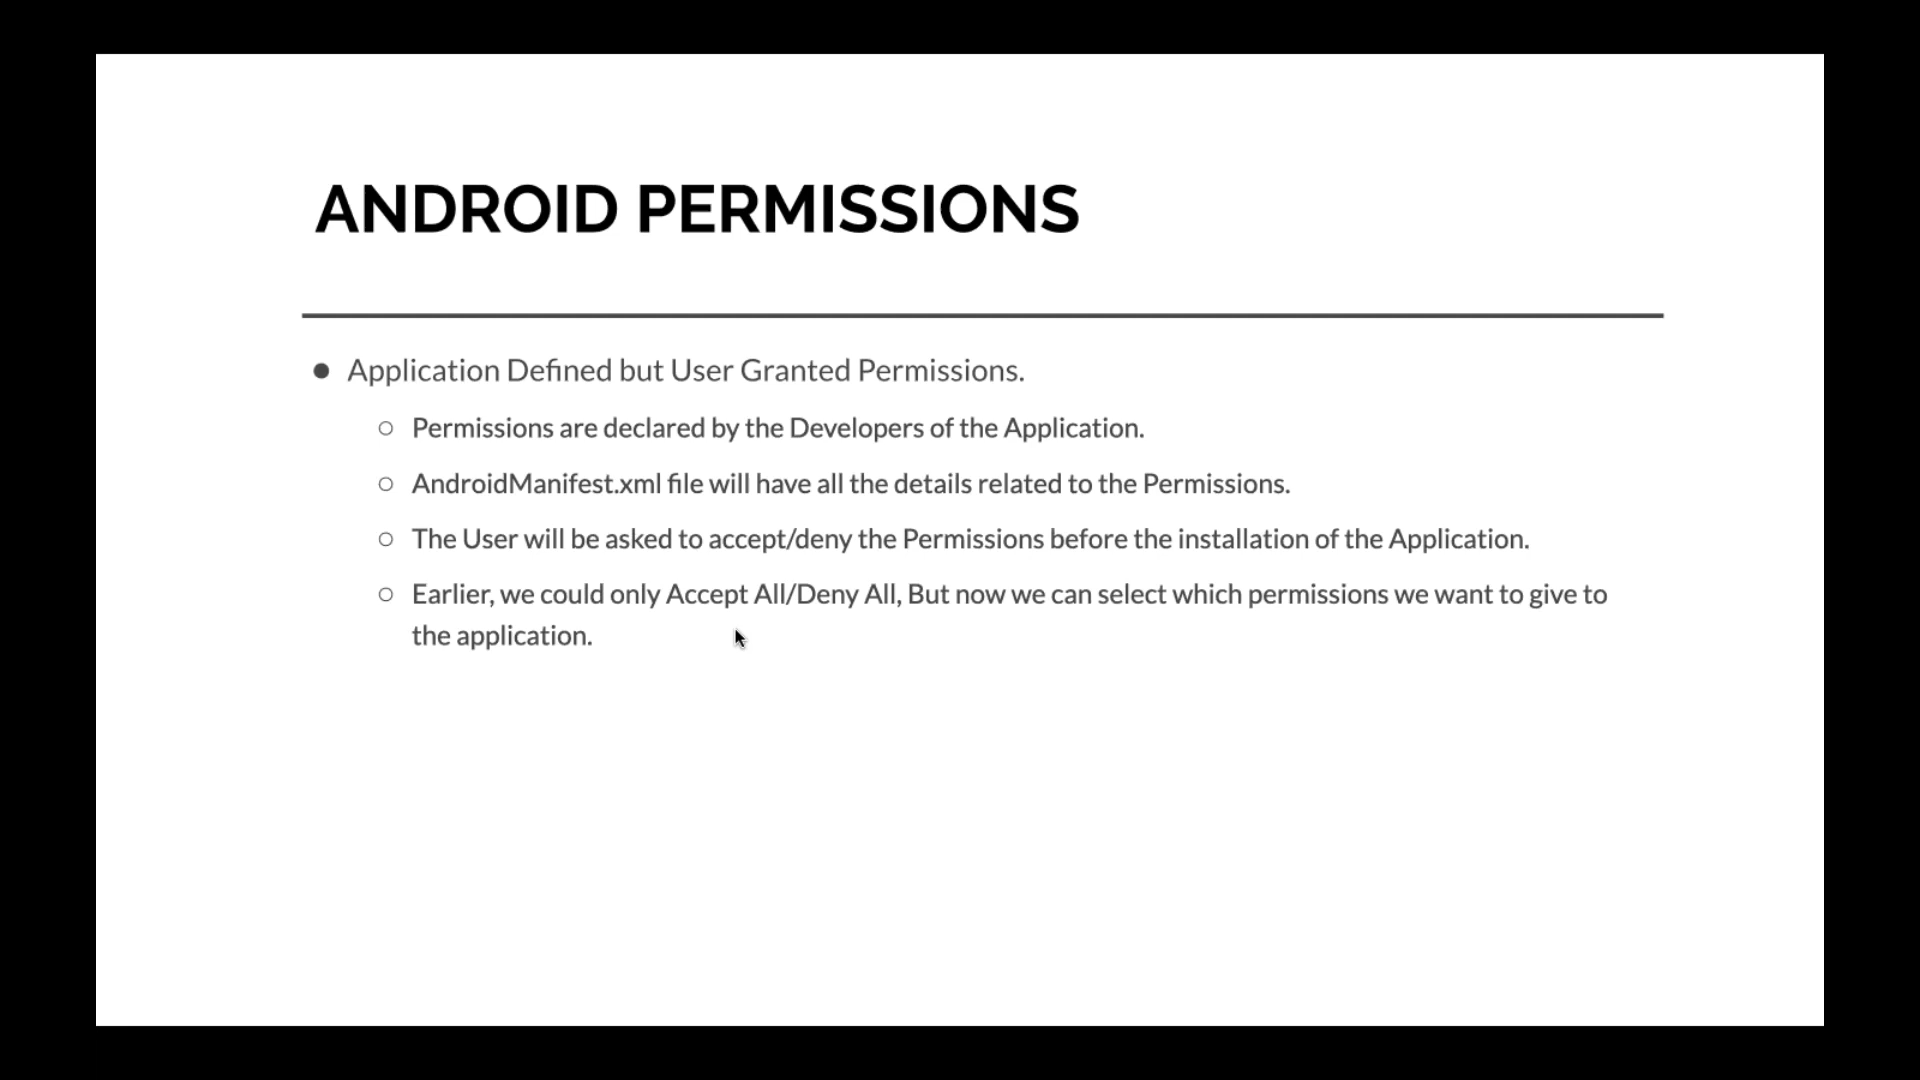 ANDROID PERMISSIONS
● Application Defined but User Granted Permissions.
○ Permissions are declared by the Developers of the Application.
○ AndroidManifest.xml file will have all the details related to the Permissions.
○ The User will be asked to accept/deny the Permissions before the installation of the Application.
○ Earlier, we could only Accept All/Deny All, But now we can select which permissions we want to give to
the application.